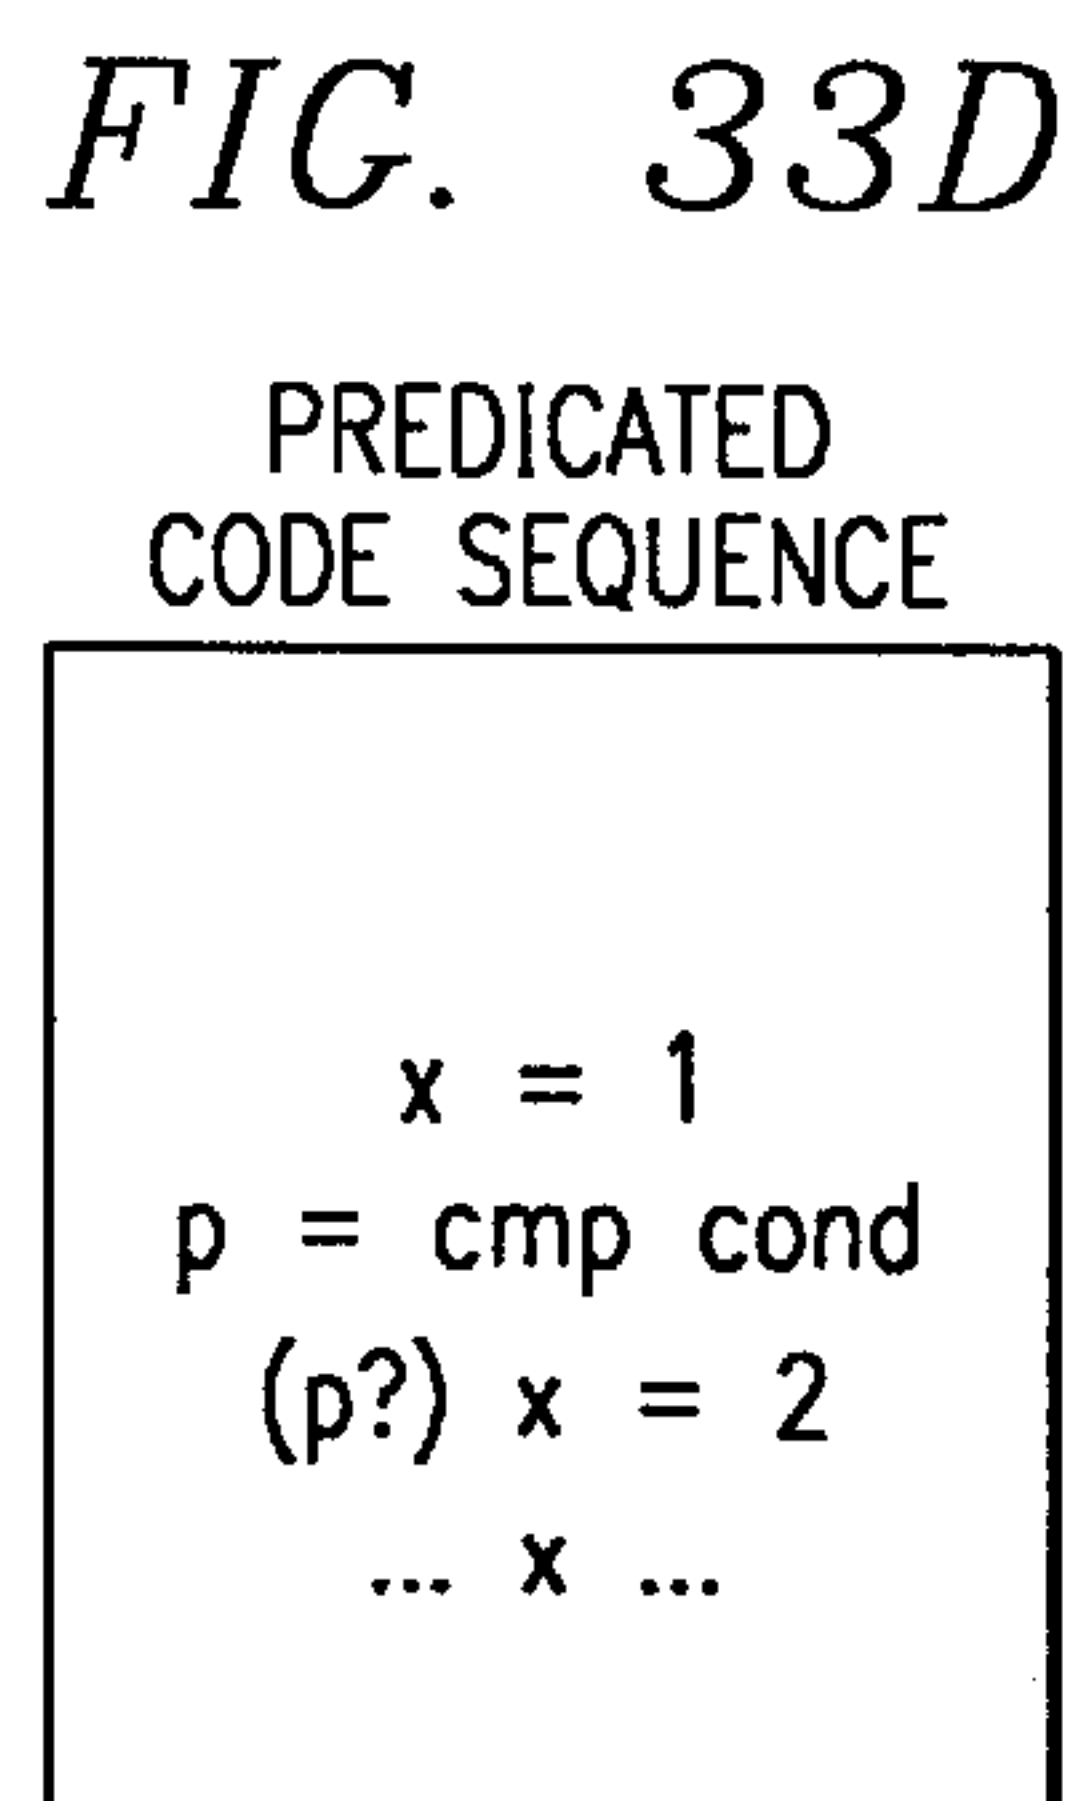 FIG. 33D
PREDICATED
CODE SEQUENCE
x = 1
p = cmp cond
(p?) x = 2
... x ...